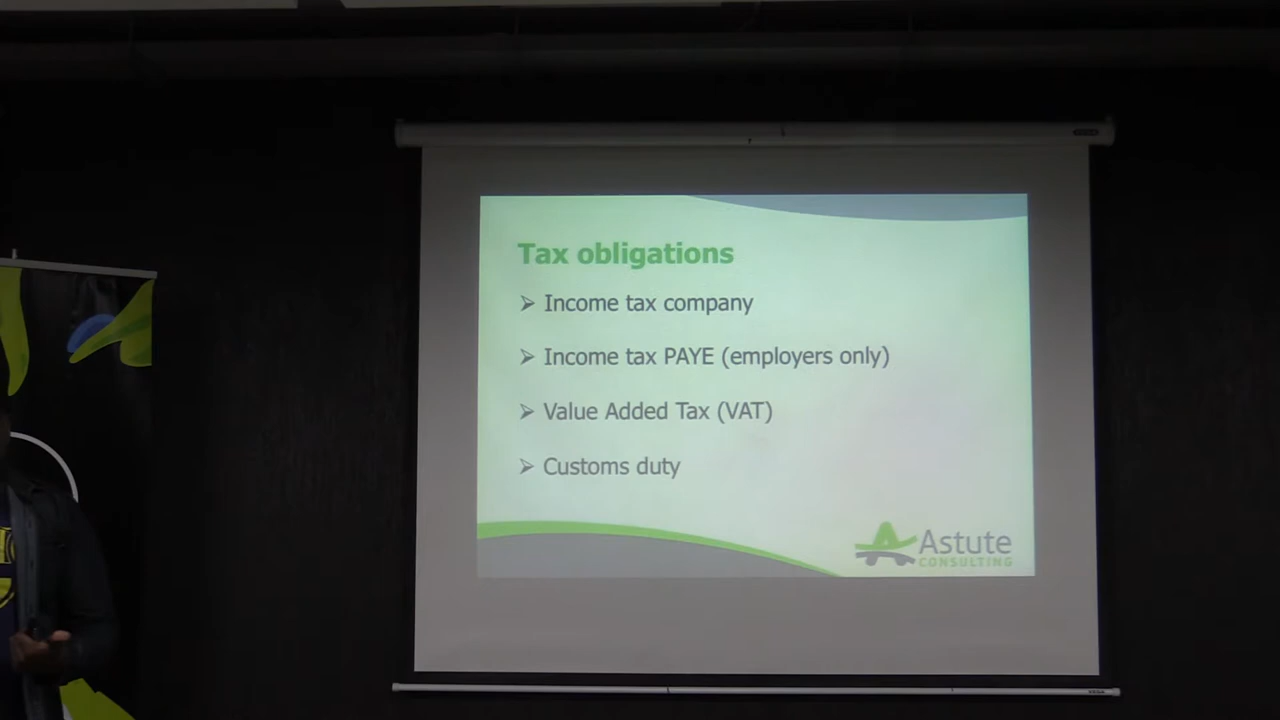 Tax obligations
➢ Income tax company
➢ Income tax PAYE (employers only)
➢ Value Added Tax (VAT)
➢ Customs duty
Astute
CONSULTING